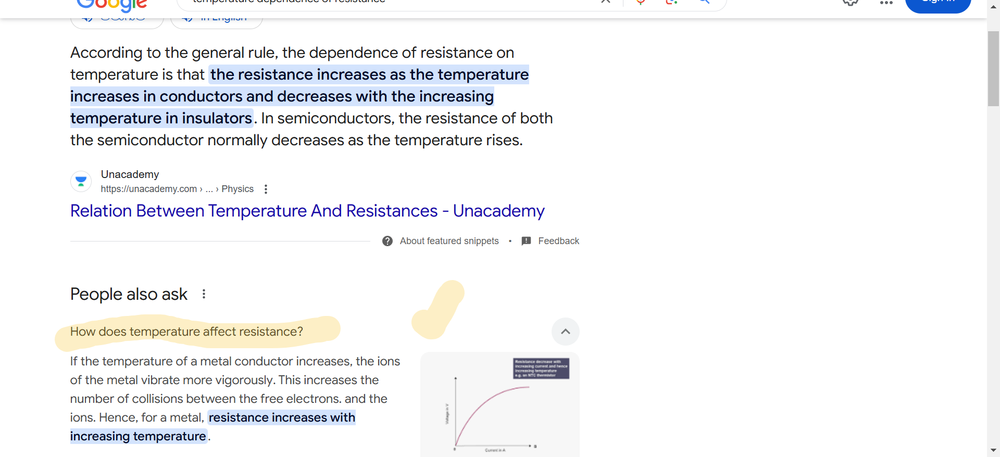 Google
temperature dependence of resistance
Sign in
In English
According to the general rule, the dependence of resistance on
temperature is that the resistance increases as the temperature
increases in conductors and decreases with the increasing
temperature in insulators. In semiconductors, the resistance of both
the semiconductor normally decreases as the temperature rises.
Unacademy
https://unacademy.com › ... › Physics
Relation Between Temperature And Resistances - Unacademy
About featured snippets • Feedback
People also ask
How does temperature affect resistance?
If the temperature of a metal conductor increases, the ions
of the metal vibrate more vigorously. This increases the
number of collisions between the free electrons. and the
ions. Hence, for a metal, resistance increases with
increasing temperature.
Resistance decrease with
increasing current and hence
increasing temperature
e.g. an NTC thermistor
Voltage in V
Current in A